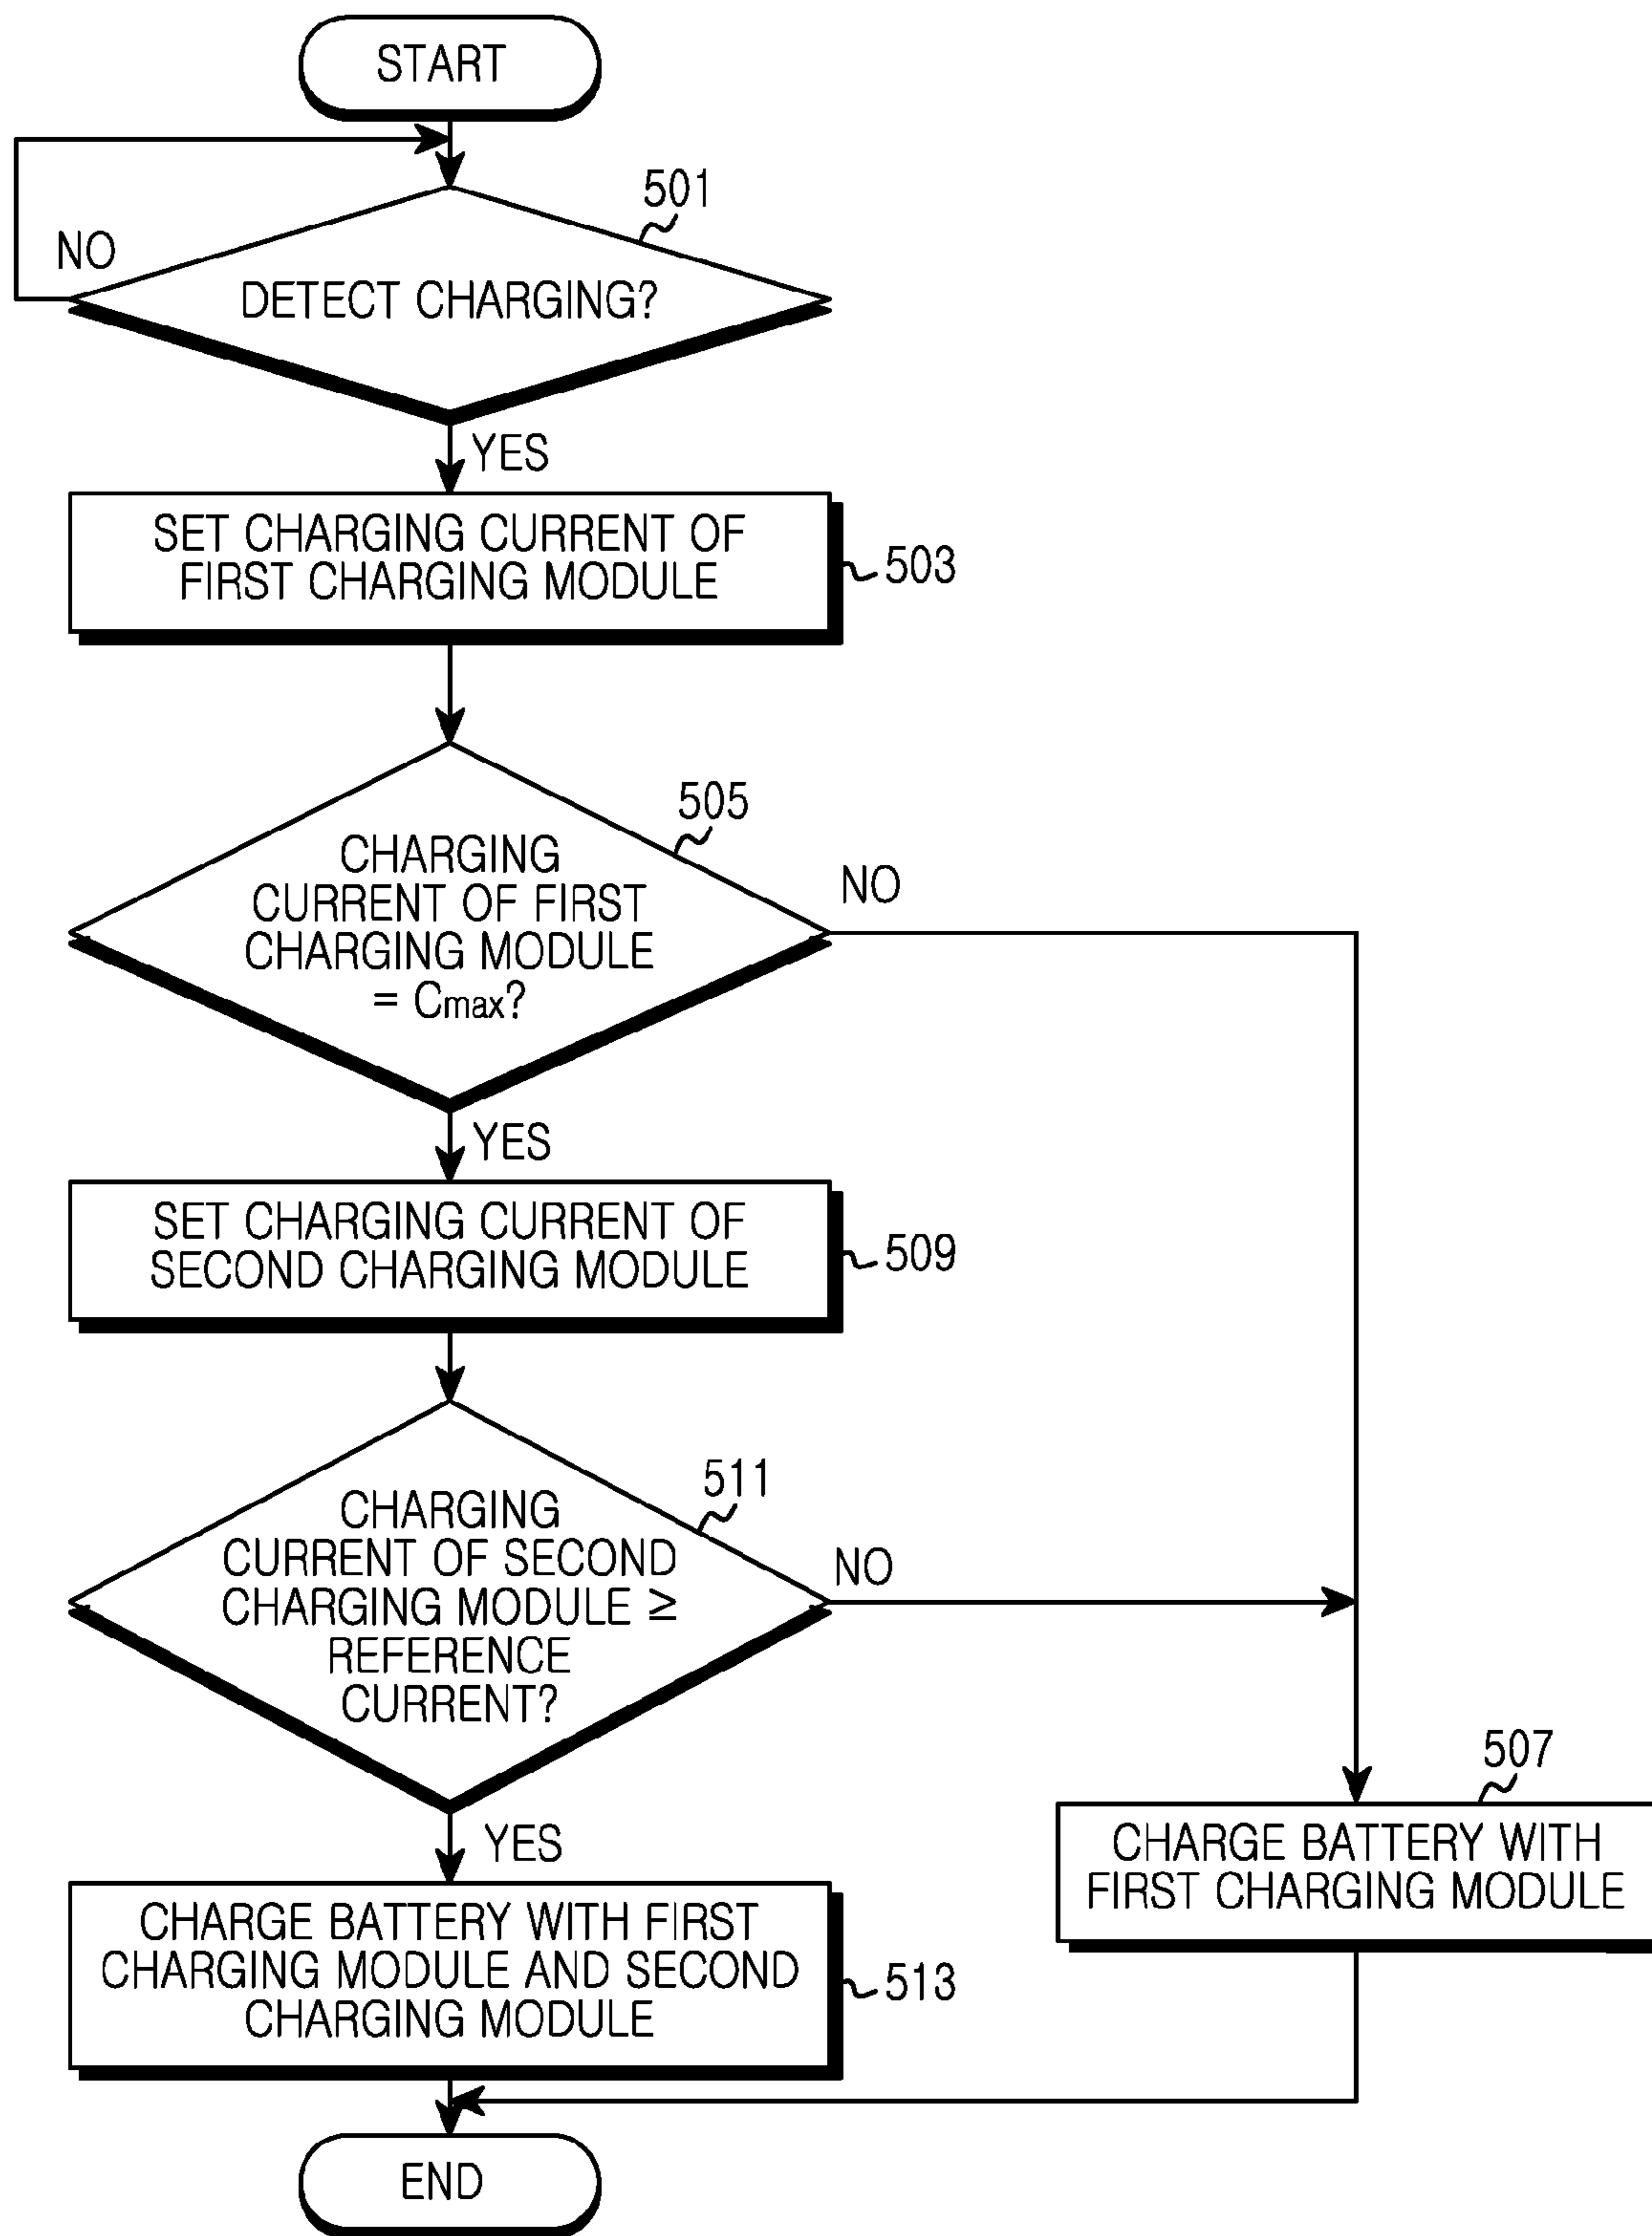 START
501
NO
DETECT CHARGING?
YES
SET CHARGING CURRENT OF
FIRST CHARGING MODULE
503
505
CHARGING
CURRENT OF FIRST
CHARGING MODULE
= Cmax?
NO
YES
SET CHARGING CURRENT OF
SECOND CHARGING MODULE
509
511
CHARGING
CURRENT OF SECOND
CHARGING MODULE ≥
REFERENCE
CURRENT?
NO
YES
507
CHARGE BATTERY WITH
FIRST CHARGING MODULE
CHARGE BATTERY WITH FIRST
CHARGING MODULE AND SECOND
CHARGING MODULE
513
END